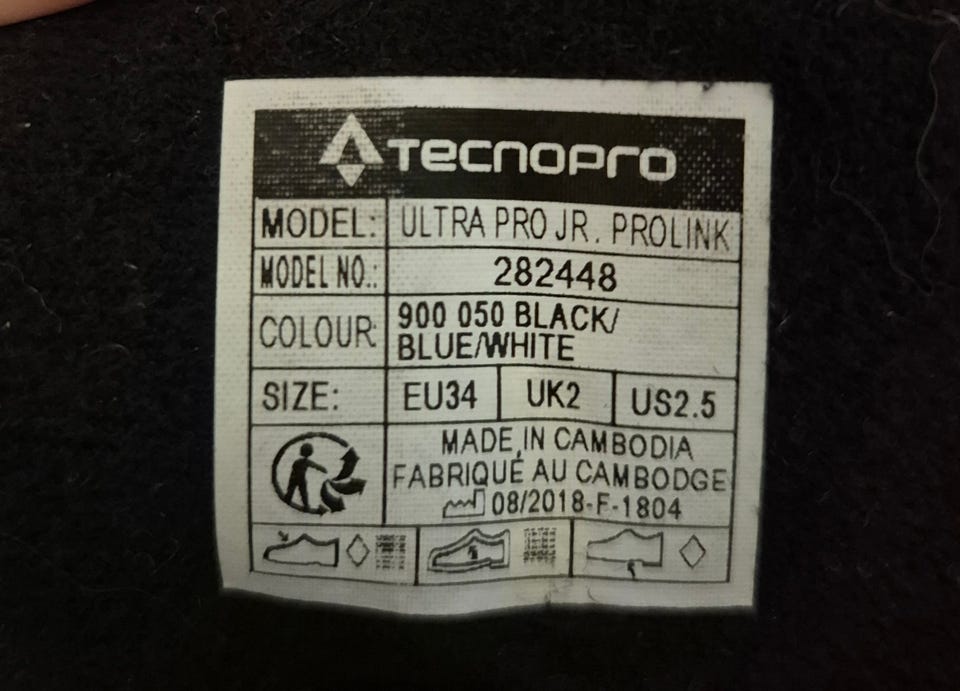 TECNOPRO
MODEL: ULTRA PRO JR. PROLINK
MODEL NO.: 282448
COLOUR: 900 050 BLACK/
BLUE/WHITE
SIZE: EU34 UK2 US2.5
MADE IN CAMBODIA
FABRIQUÉ AU CAMBODGE
08/2018-F-1804